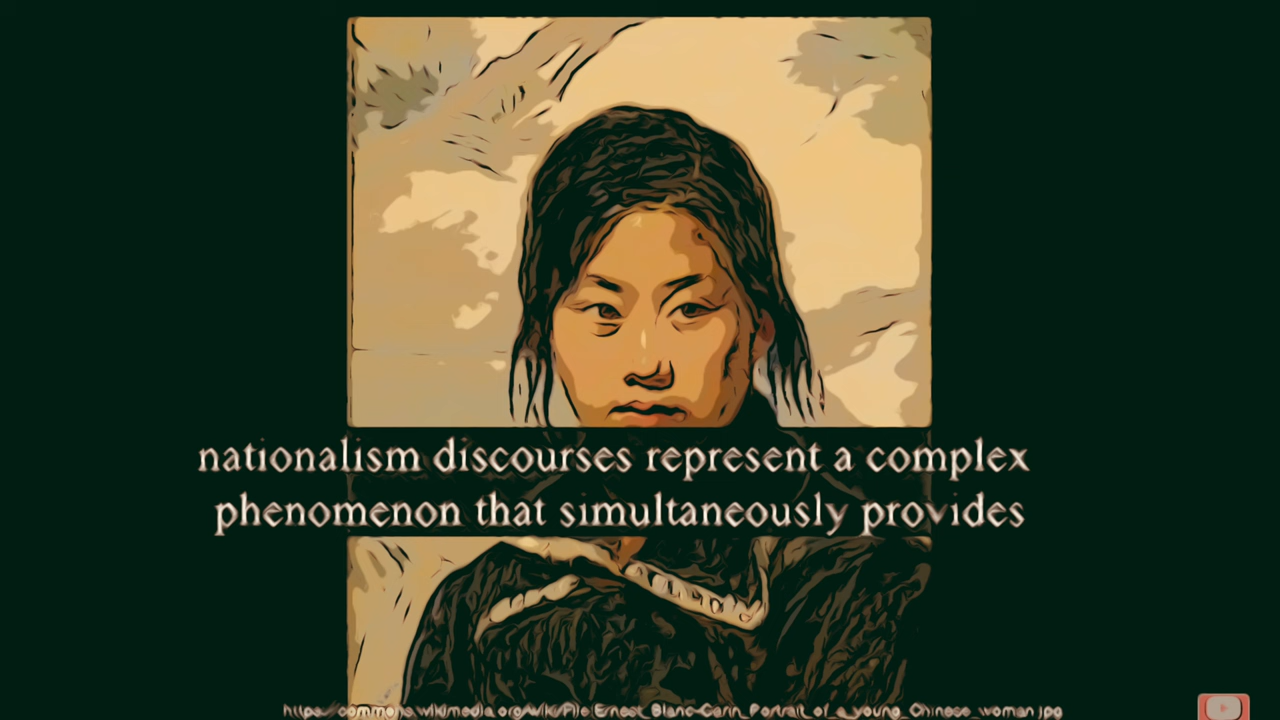 nationalism discourses represent a complex
phenomenon that simultaneously provides
https://commons.wikimedia.org/wiki/File:Ernest_Blanc-Garin_Portrait_of_a_young_Chinese_woman.jpg